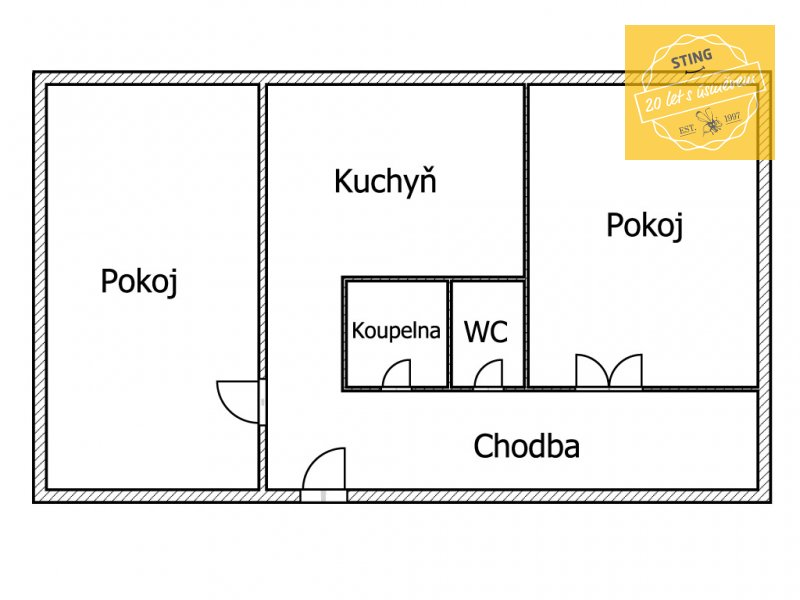 STING
20 let s úsměvem
EST. 1997
Kuchyň
Pokoj
Pokoj
Koupelna
WC
Chodba